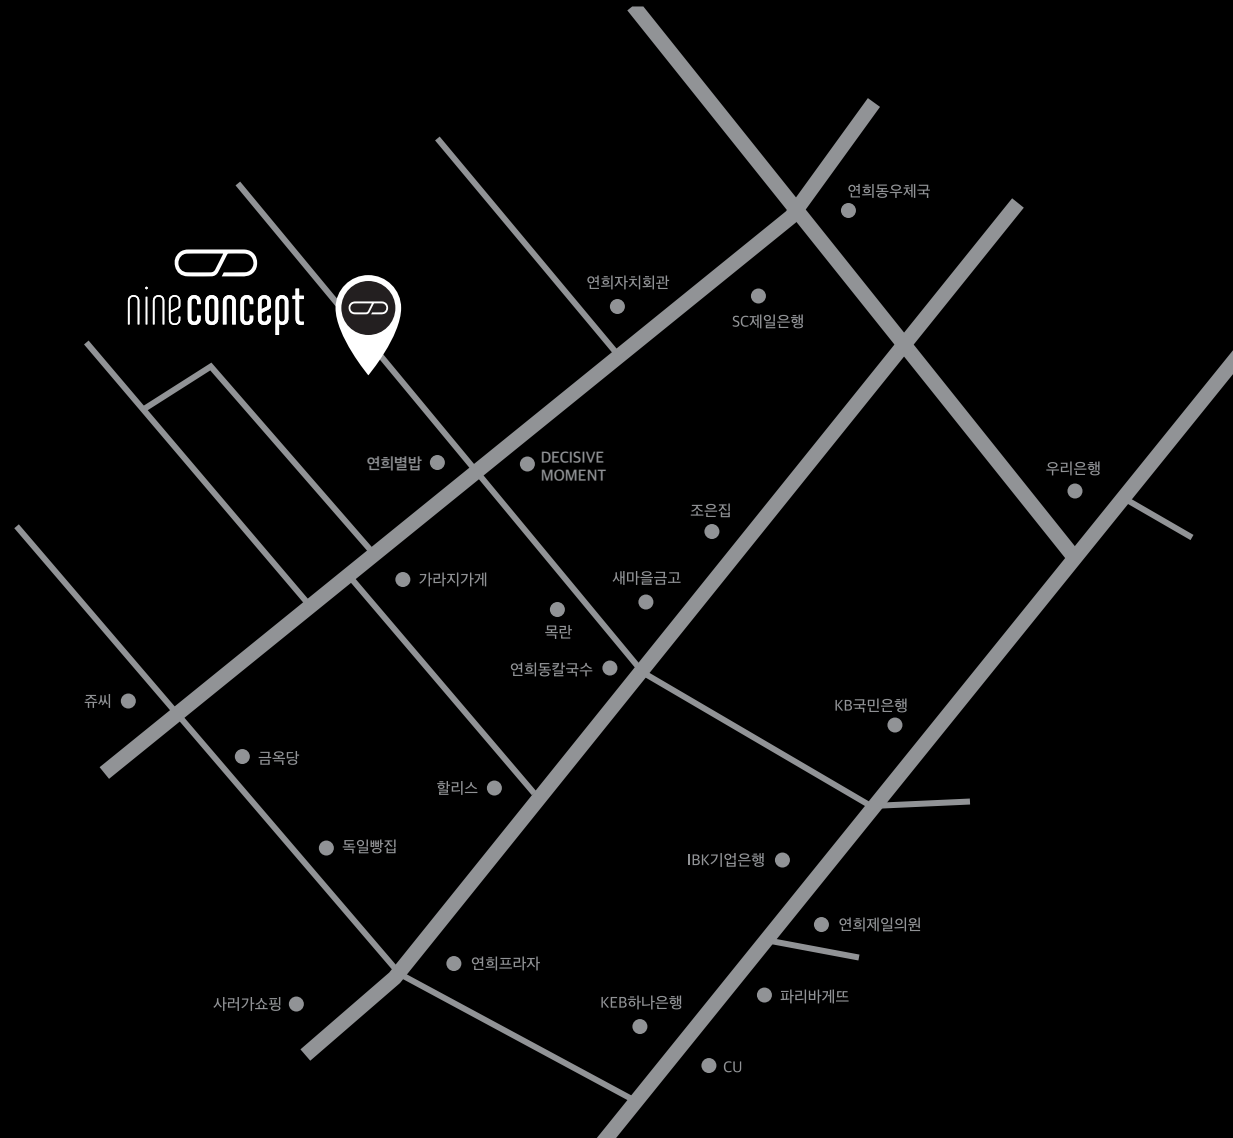 연희동우체국
연희자치회관
SC제일은행
nine concept
연희별밥
DECISIVE
MOMENT
우리은행
조은집
가라지가게
새마을금고
목란
연희동칼국수
쥬씨
KB국민은행
금옥당
할리스
독일빵집
IBK기업은행
연희제일의원
연희프라자
사러가쇼핑
KEB하나은행
파리바게뜨
CU